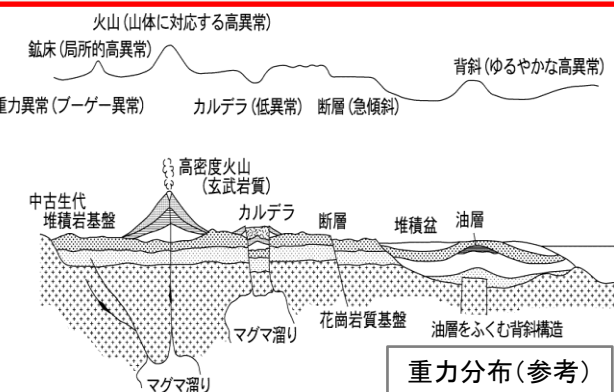 火山(山体に対応する高異常)
鉱床(局所的高異常)
背斜(ゆるやかな高異常)
重力異常(ブーゲー異常)
カルデラ(低異常)
断層(急傾斜)
高密度火山
(玄武岩質)
中古生代
堆積岩基盤
カルデラ
断層
堆積盆
油層
マグマ溜り
花崗岩質基盤
油層をふくむ背斜構造
マグマ溜り
重力分布(参考)